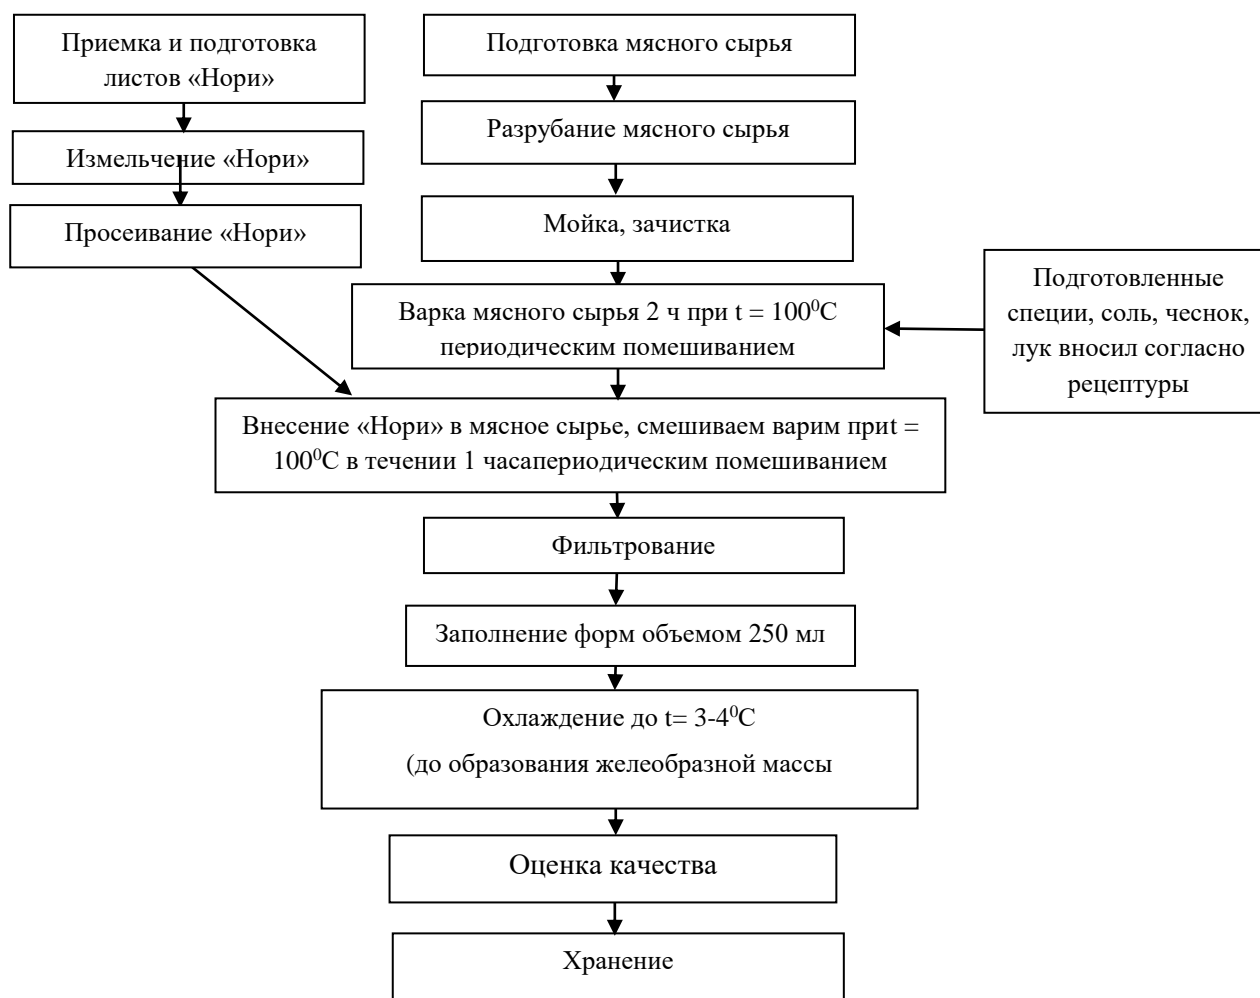 Приемка и подготовка
листов «Нори»
Измельчение «Нори»
Просеивание «Нори»
Подготовка мясного сырья
Разрубание мясного сырья
Мойка, зачистка
Варка мясного сырья 2 ч при t = 100⁰С
периодическим помешиванием
Подготовленные
специи, соль, чеснок,
лук вносил согласно
рецептуры
Внесение «Нори» в мясное сырье, смешиваем варим приt =
100⁰С в течении 1 часапериодическим помешиванием
Фильтрование
Заполнение форм объемом 250 мл
Охлаждение до t= 3-4⁰С
(до образования желеобразной массы
Оценка качества
Хранение